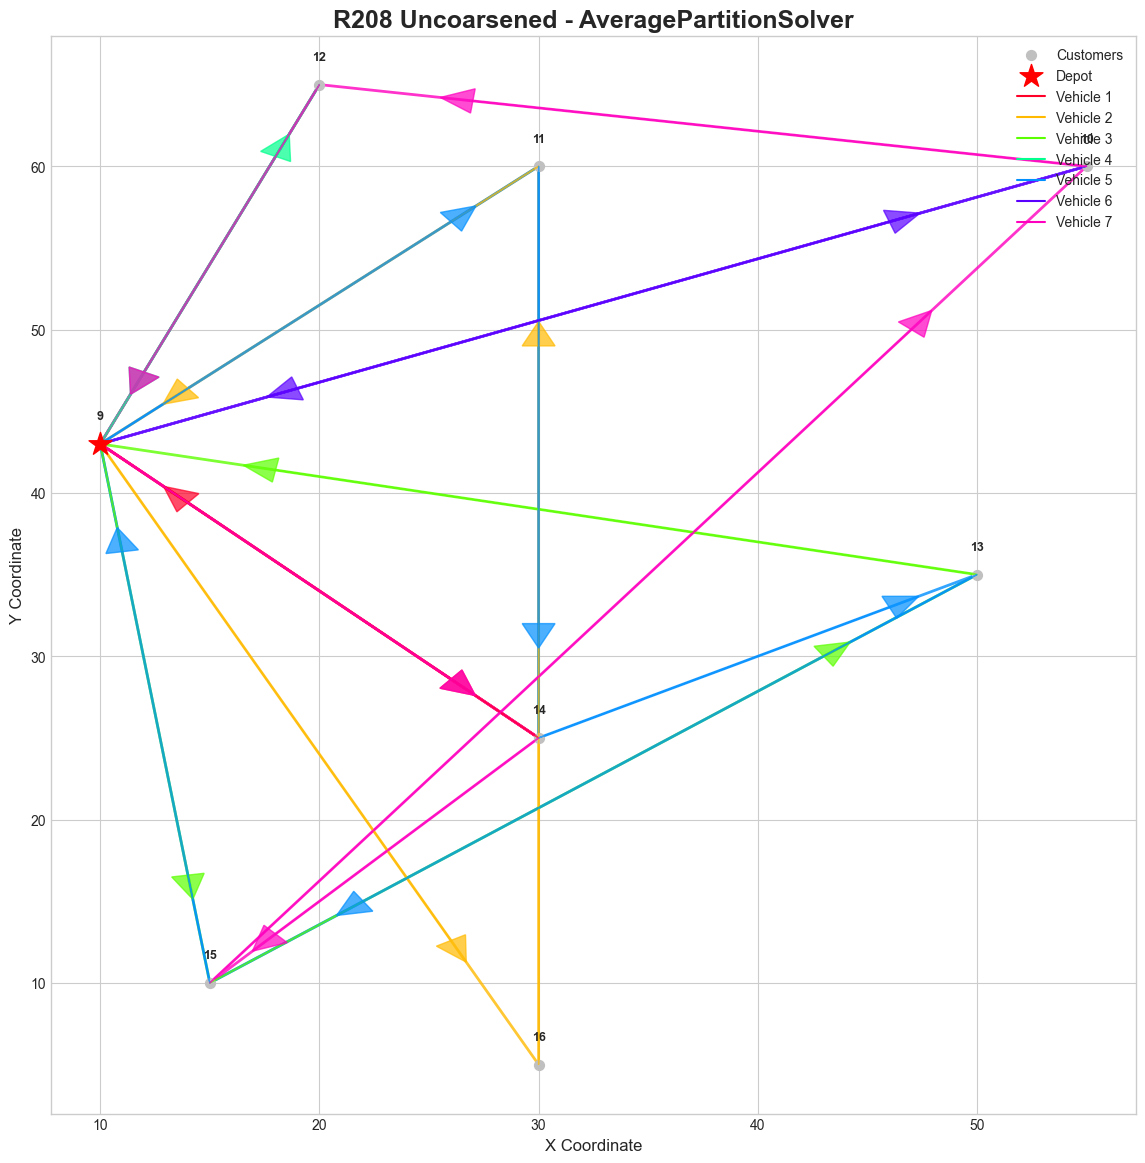 R208 Uncoarsened - AveragePartitionSolver
Customers
Depot
Vehicle 1
Vehicle 2
Vehicle 3
Vehicle 4
Vehicle 5
Vehicle 6
Vehicle 7
12
11
10
9
13
14
15
16
60
50
40
30
20
10
Y Coordinate
10
20
30
40
50
X Coordinate